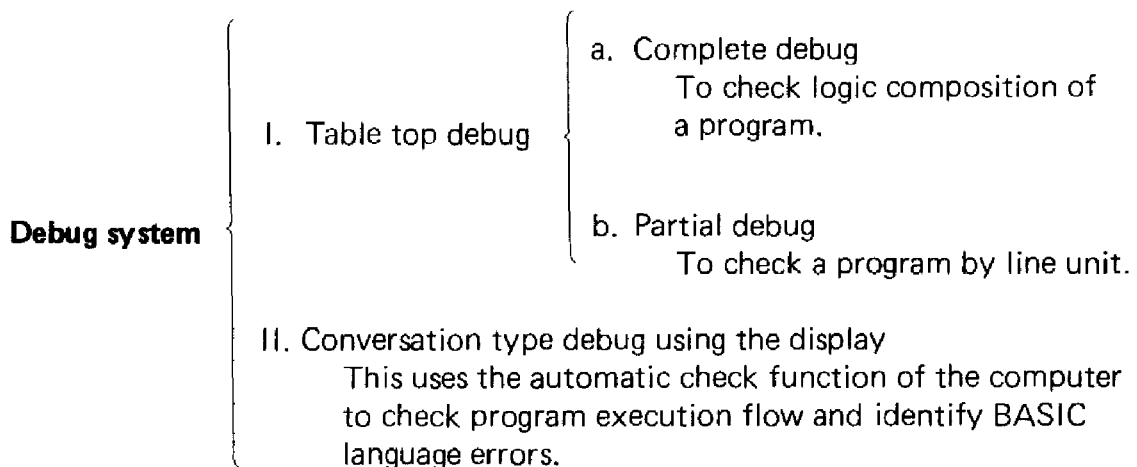 a. Complete debug
To check logic composition of
a program.
I. Table top debug
b. Partial debug
To check a program by line unit.
Debug system
II. Conversation type debug using the display
This uses the automatic check function of the computer
to check program execution flow and identify BASIC
language errors.